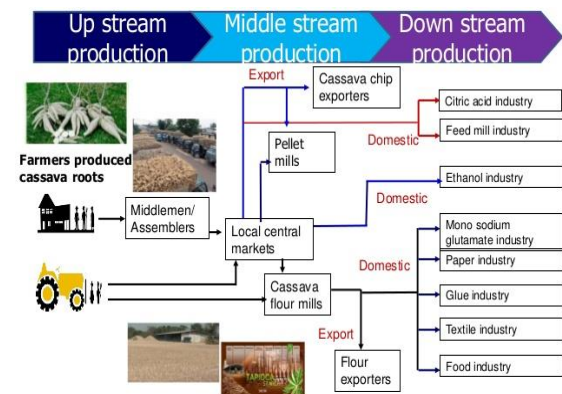 Up stream
production
Middle stream
production
Down stream
production
Export
Cassava chip
exporters
Citric acid industry
Feed mill industry
Domestic
Pellet
mills
Farmers produced
cassava roots
Ethanol industry
Domestic
Middlemen/
Assemblers
Local central
markets
Mono sodium
glutamate industry
Domestic
Paper industry
Cassava
flour mills
Glue industry
Export
Textile industry
Flour
exporters
Food industry
TAPIOCA